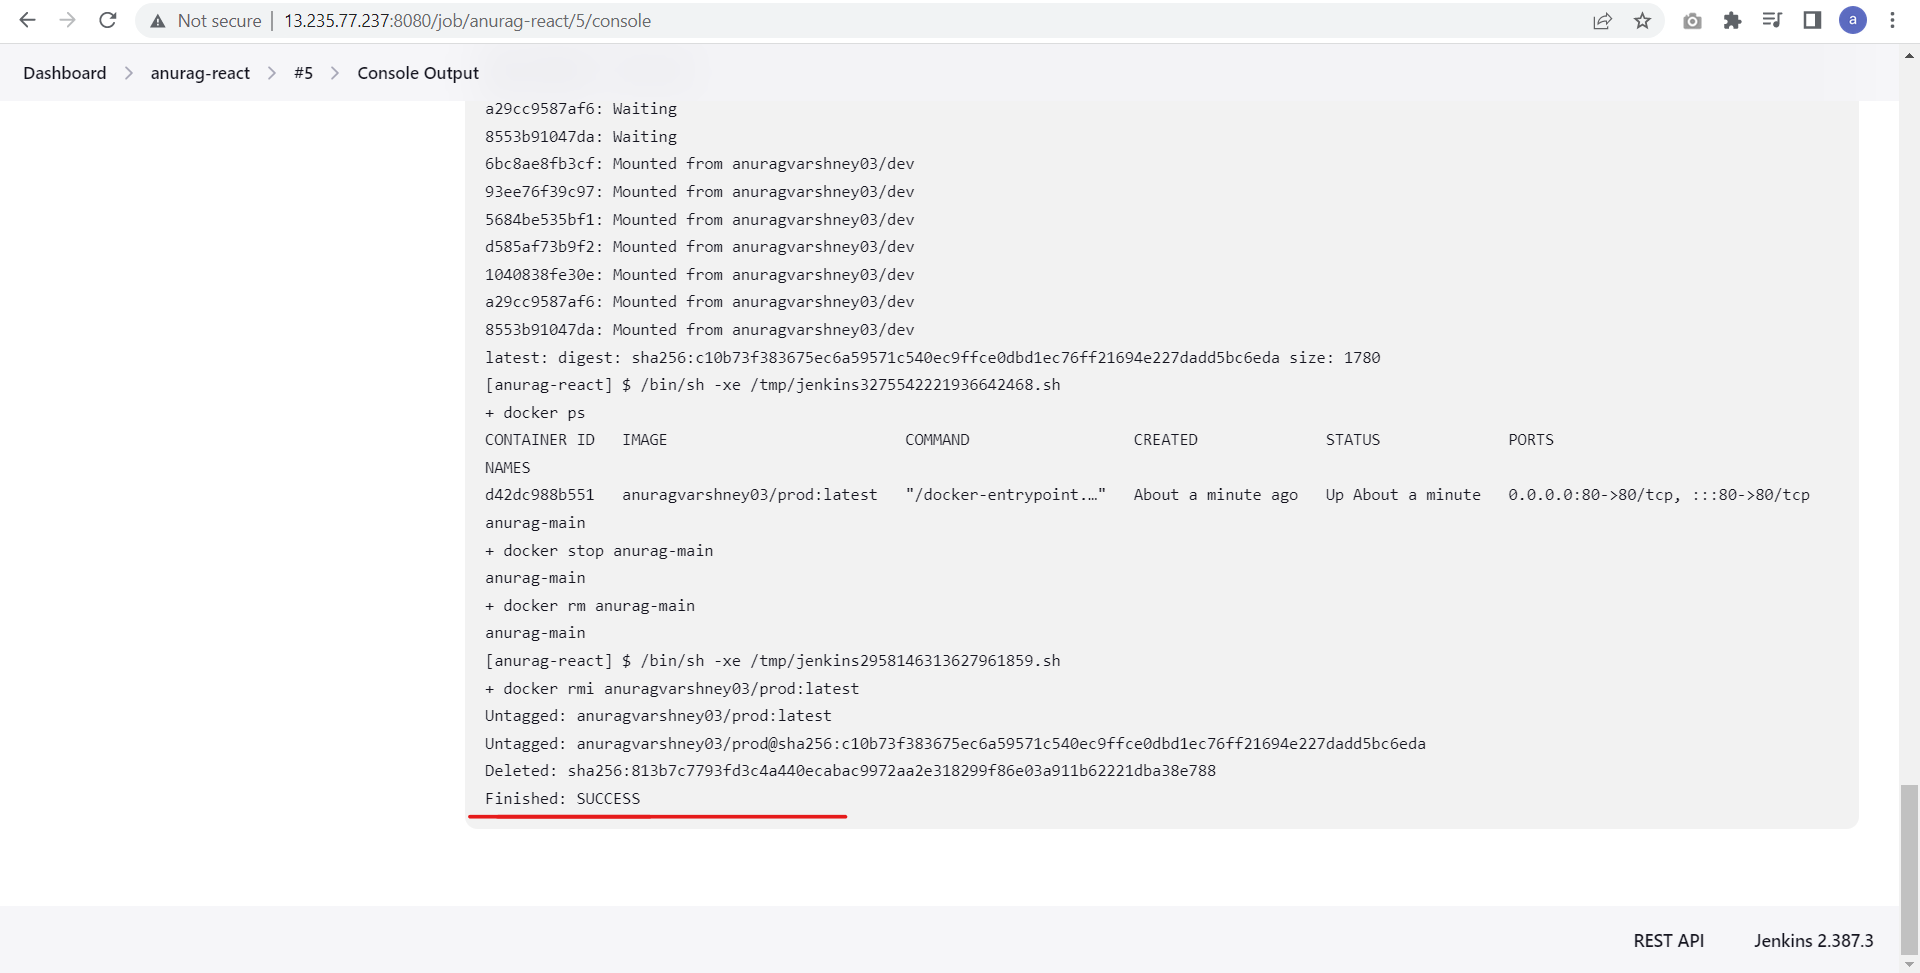 Not secure | 13.235.77.237:8080/job/anurag-react/5/console
a
Dashboard > anurag-react > #5 > Console Output
a29cc9587af6: Waiting
8553b91047da: Waiting
6bc8ae8fb3cf: Mounted from anuragvarshney03/dev
93ee76f39c97: Mounted from anuragvarshney03/dev
5684be535bf1: Mounted from anuragvarshney03/dev
d585af73b9f2: Mounted from anuragvarshney03/dev
1040838fe30e: Mounted from anuragvarshney03/dev
a29cc9587af6: Mounted from anuragvarshney03/dev
8553b91047da: Mounted from anuragvarshney03/dev
latest: digest: sha256:c10b73f383675ec6a59571c540ec9ffce0dbd1ec76ff21694e227dadd5bc6eda size: 1780
[anurag-react] $ /bin/sh -xe /tmp/jenkins3275542221936642468.sh
+ docker ps
CONTAINER ID   IMAGE                          COMMAND                  CREATED              STATUS              PORTS
NAMES
d42dc988b551   anuragvarshney03/prod:latest   "/docker-entrypoint.…"   About a minute ago   Up About a minute   0.0.0.0:80->80/tcp, :::80->80/tcp
anurag-main
+ docker stop anurag-main
anurag-main
+ docker rm anurag-main
anurag-main
[anurag-react] $ /bin/sh -xe /tmp/jenkins2958146313627961859.sh
+ docker rmi anuragvarshney03/prod:latest
Untagged: anuragvarshney03/prod:latest
Untagged: anuragvarshney03/prod@sha256:c10b73f383675ec6a59571c540ec9ffce0dbd1ec76ff21694e227dadd5bc6eda
Deleted: sha256:813b7c7793fd3c4a440ecabac9972aa2e318299f86e03a911b62221dba38e788
Finished: SUCCESS
REST API Jenkins 2.387.3